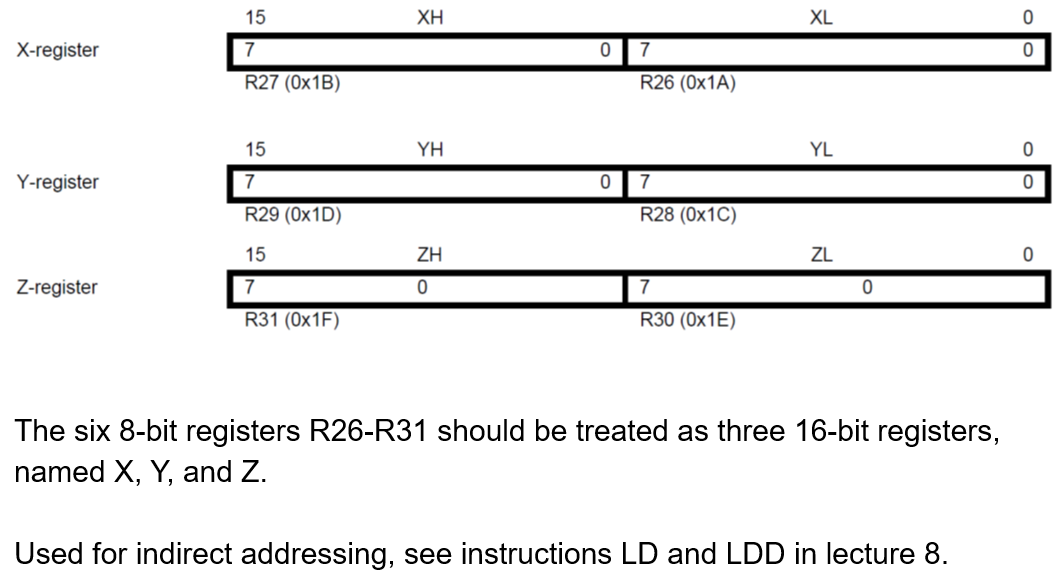 15 XH XL 0
X-register 7 0 7 0
R27 (0x1B) R26 (0x1A)
15 YH YL 0
Y-register 7 0 7 0
R29 (0x1D) R28 (0x1C)
15 ZH ZL 0
Z-register 7 0 7 0
R31 (0x1F) R30 (0x1E)
The six 8-bit registers R26-R31 should be treated as three 16-bit registers,
named X, Y, and Z.
Used for indirect addressing, see instructions LD and LDD in lecture 8.